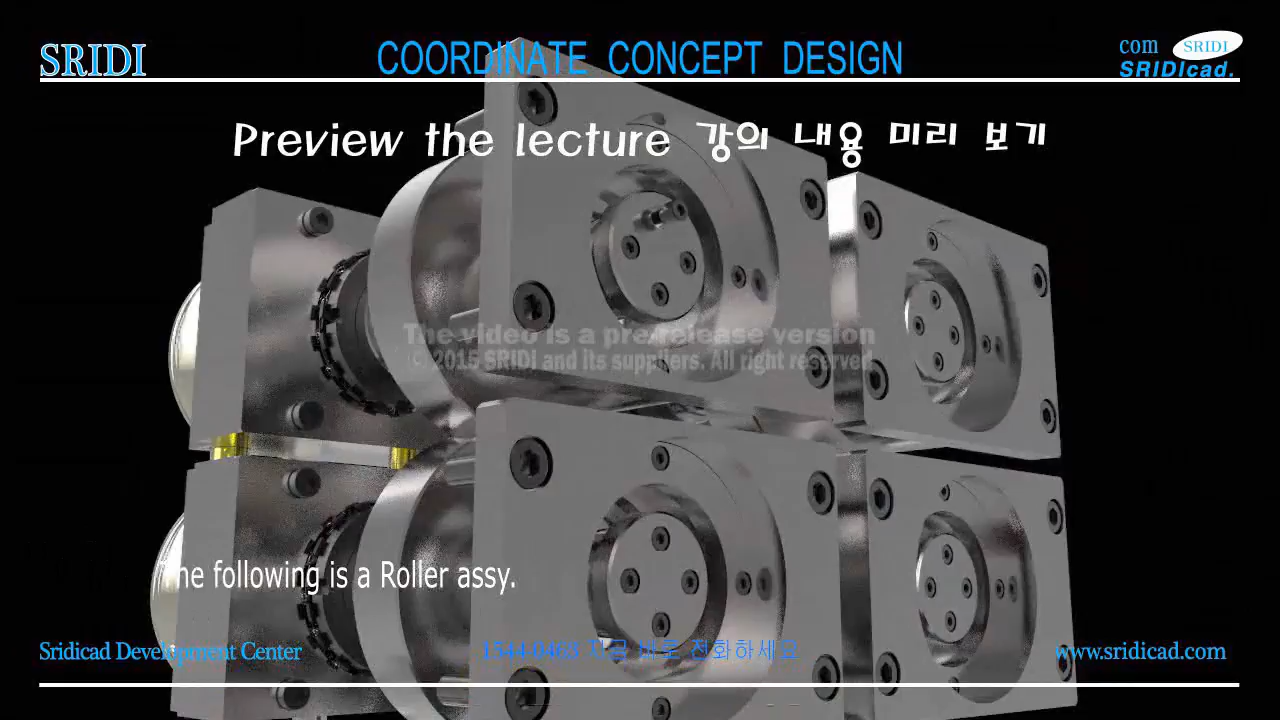 SRIDI
COORDINATE CONCEPT DESIGN
com SRIDI
SRIDIcad.
Preview the lecture 강의 내용 미리 보기
The video is a pre release version
© 2015 SRIDI and its suppliers. All right reserved.
The following is a Roller assy.
Sridicad Development Center
1544-0463 지금 바로 전화하세요
www.sridicad.com